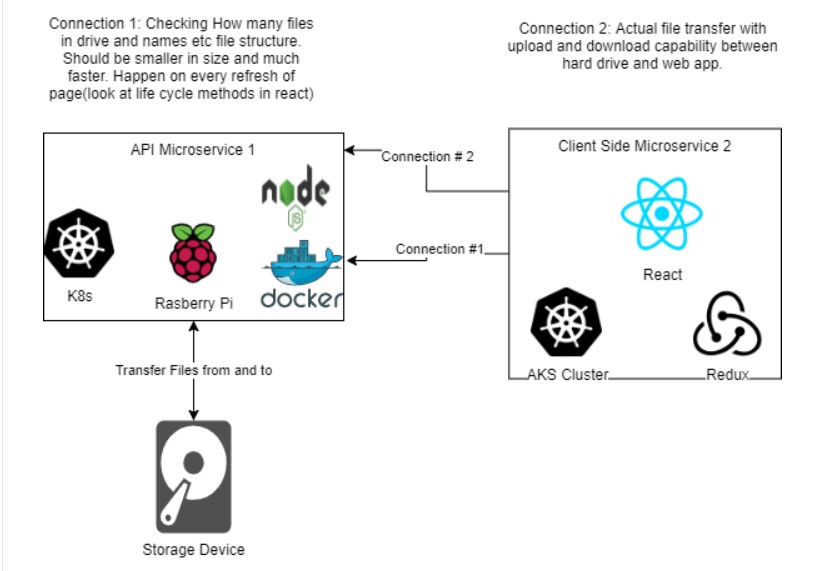 Connection 1: Checking How many files
in drive and names etc file structure.
Should be smaller in size and much
faster. Happen on every refresh of
page(look at life cycle methods in react)
Connection 2: Actual file transfer with
upload and download capability between
hard drive and web app.
API Microservice 1
node
JS
K8s
Rasberry Pi
docker
Connection # 2
Connection #1
Client Side Microservice 2
React
AKS Cluster
Redux
Transfer Files from and to
Storage Device